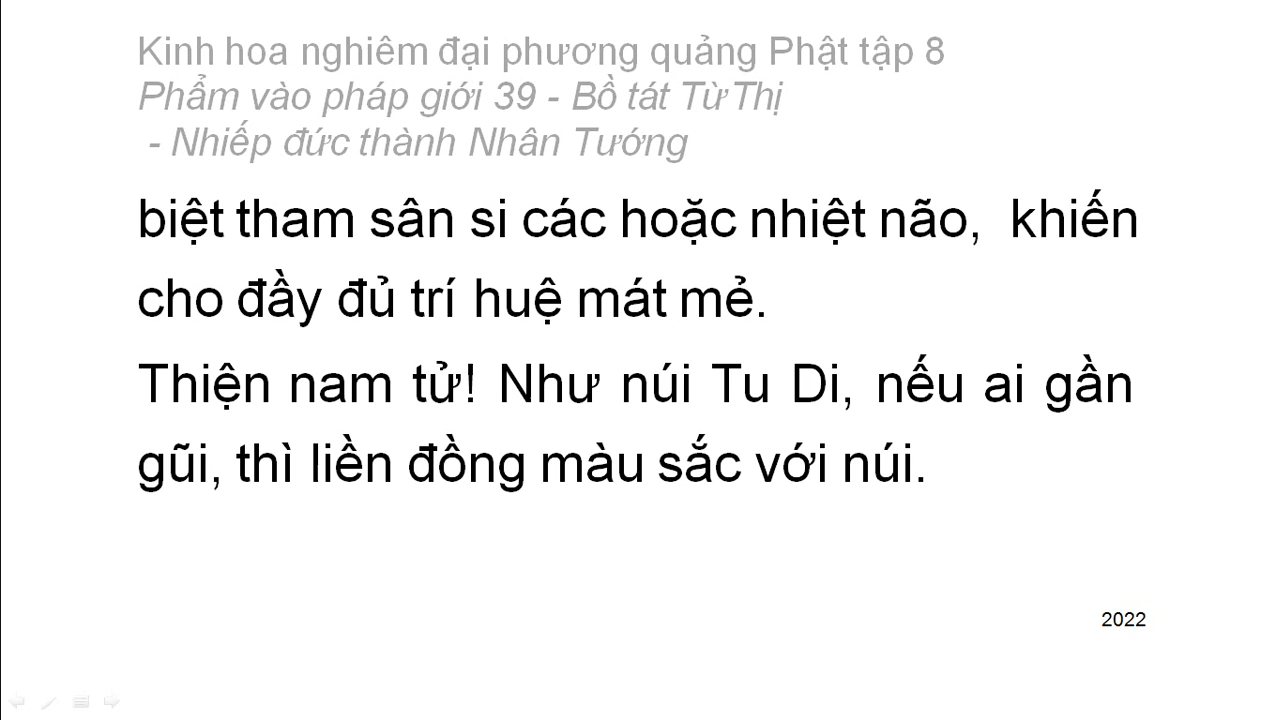 Kinh hoa nghiêm đại phương quảng Phật tập 8
Phẩm vào pháp giới 39 - Bồ tát Từ Thị
- Nhiếp đức thành Nhân Tướng
biệt tham sân si các hoặc nhiệt não, khiến
cho đầy đủ trí huệ mát mẻ.
Thiện nam tử! Như núi Tu Di, nếu ai gần
gũi, thì liền đồng màu sắc với núi.
2022